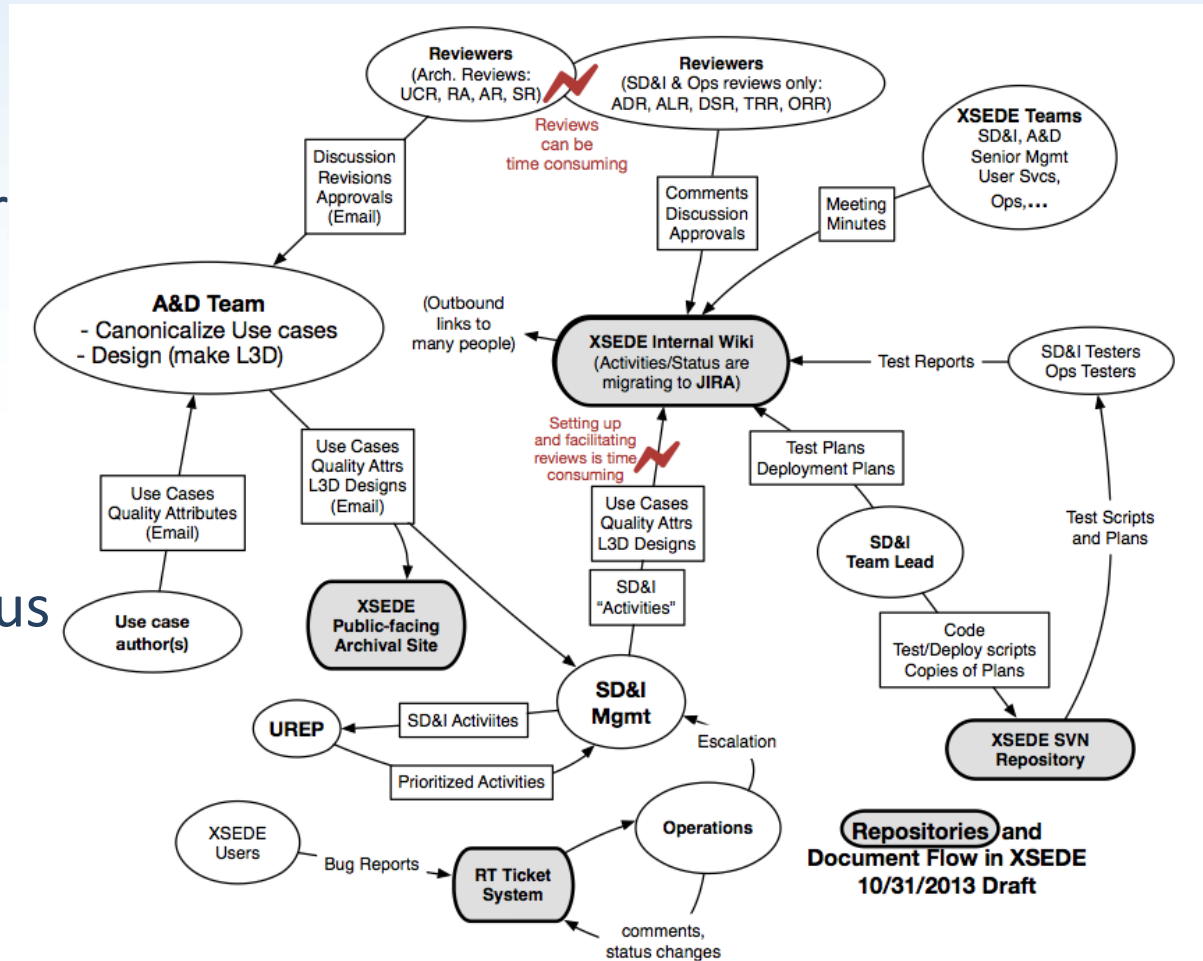 Reviewers
(Arch. Reviews:
UCR, RA, AR, SR)
Reviewers
(SD&I & Ops reviews only:
ADR, ALR, DSR, TRR, ORR)
Reviews
can be
time consuming
XSEDE Teams
SD&I, A&D
Senior Mgmt
User Svcs,
Ops,...
Discussion
Revisions
Approvals
(Email)
Comments
Discussion
Approvals
Meeting
Minutes
r
A&D Team
- Canonicalize Use cases
- Design (make L3D)
(Outbound
links to
many people)
XSEDE Internal Wiki
(Activities/Status are
migrating to JIRA)
Test Reports
SD&I Testers
Ops Testers
Setting up
and facilitating
reviews is time
consuming
Use Cases
Quality Attrs
L3D Designs
(Email)
Test Plans
Deployment Plans
Use Cases
Quality Attributes
(Email)
Use Cases
Quality Attrs
L3D Designs
Test Scripts
and Plans
SD&I
Team Lead
SD&I
"Activities"
us
Use case
author(s)
XSEDE
Public-facing
Archival Site
Code
Test/Deploy scripts
Copies of Plans
SD&I
Mgmt
UREP
SD&I Activiites
Escalation
XSEDE SVN
Repository
Prioritized Activities
XSEDE
Users
Bug Reports
RT Ticket
System
Operations
comments,
status changes
Repositories and
Document Flow in XSEDE
10/31/2013 Draft